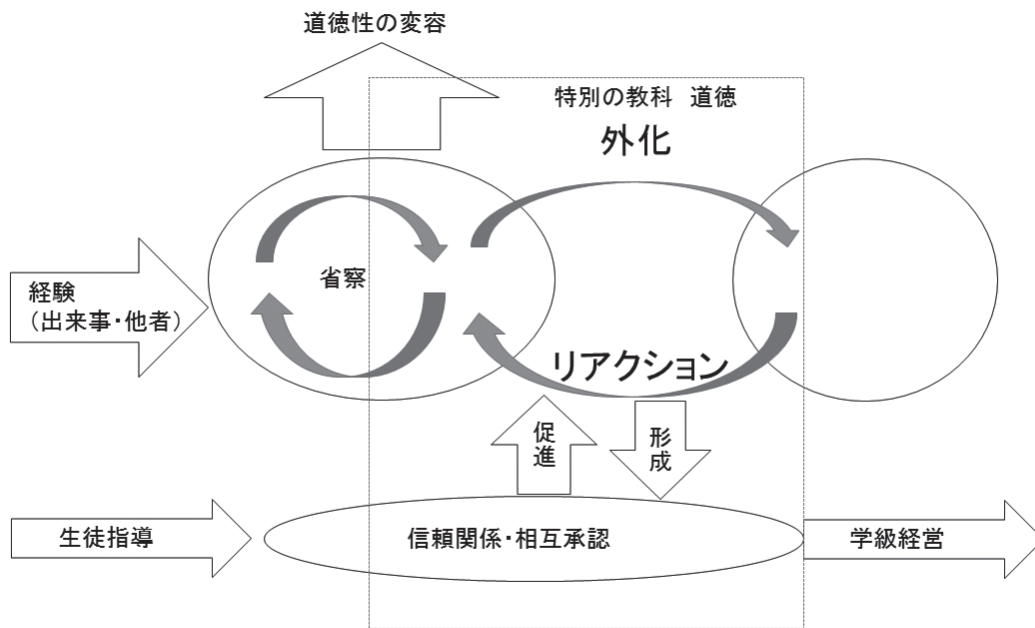 道徳性の変容
特別の教科　道徳
外化
省察
経験
（出来事・他者）
リアクション
促進
形成
生徒指導
信頼関係・相互承認
学級経営